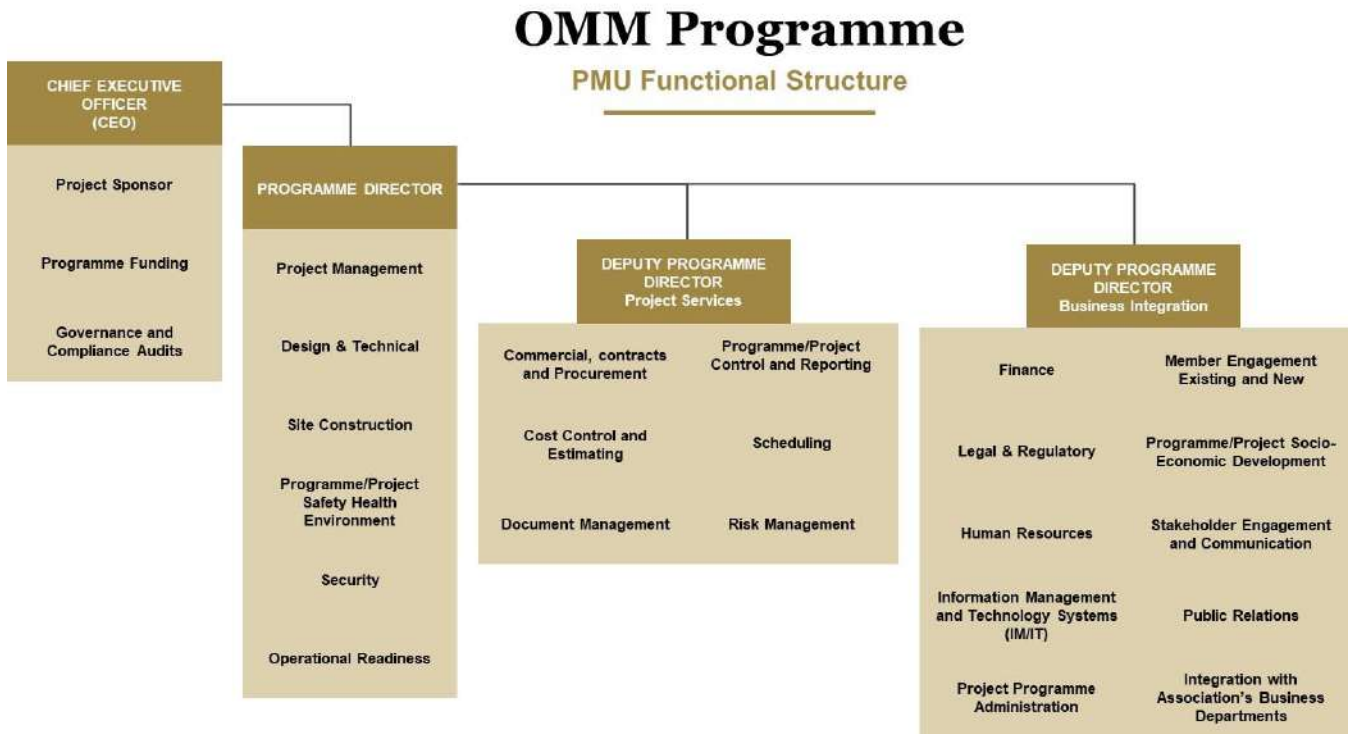 OMM Programme
PMU Functional Structure
CHIEF EXECUTIVE
OFFICER
(CEO)
Project Sponsor
Programme Funding
Governance and
Compliance Audits
PROGRAMME DIRECTOR
Project Management
Design & Technical
Site Construction
Programme/Project
Safety Health
Environment
Security
Operational Readiness
DEPUTY PROGRAMME
DIRECTOR
Project Services
Commercial, contracts
and Procurement
Cost Control and
Estimating
Document Management
Programme/Project
Control and Reporting
Scheduling
Risk Management
DEPUTY PROGRAMME
DIRECTOR
Business Integration
Finance
Legal & Regulatory
Human Resources
Information Management
and Technology Systems
(IM/IT)
Project Programme
Administration
Member Engagement
Existing and New
Programme/Project Socio-
Economic Development
Stakeholder Engagement
and Communication
Public Relations
Integration with
Association's Business
Departments